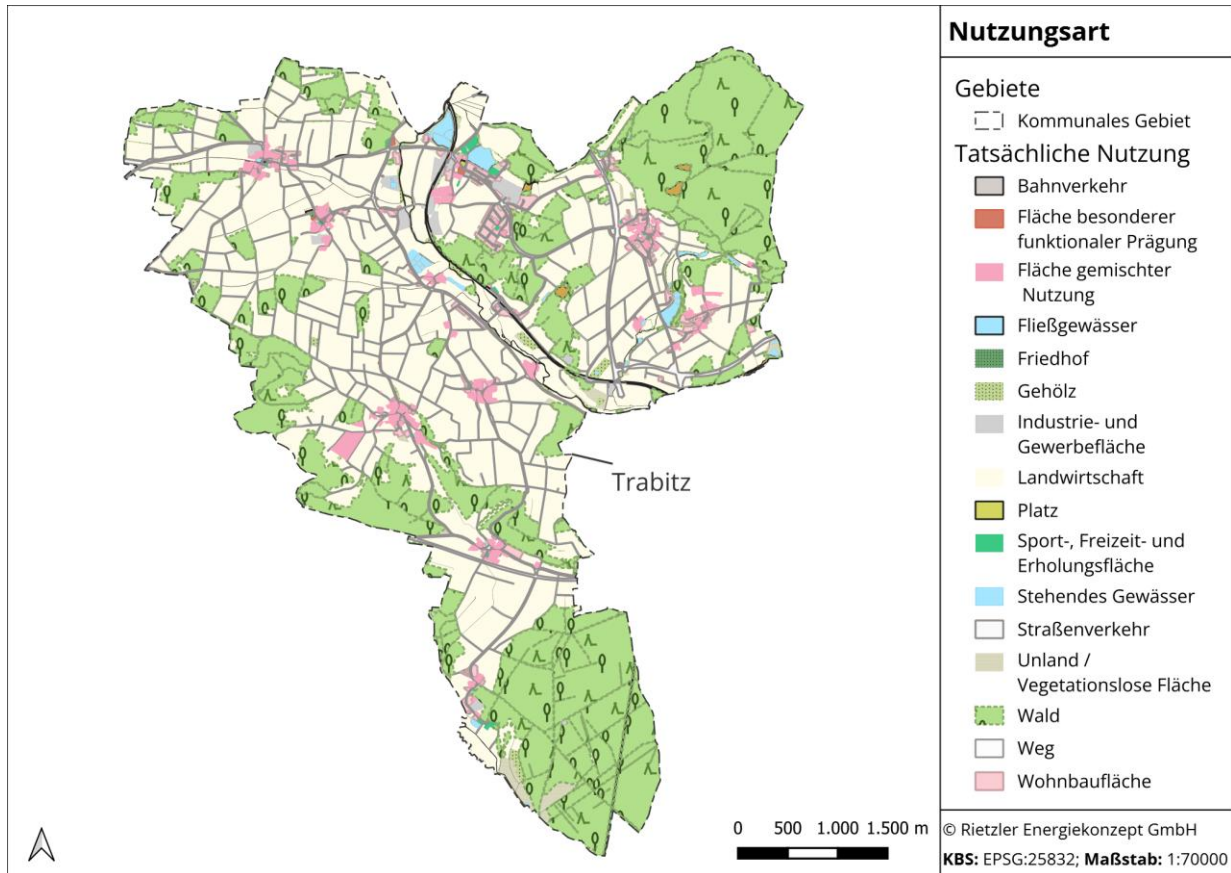 Nutzungsart
Gebiete
Kommunales Gebiet
Tatsächliche Nutzung
Bahnverkehr
Fläche besonderer
funktionaler Prägung
Fläche gemischter
Nutzung
Fließgewässer
Friedhof
Gehölz
Industrie- und
Gewerbefläche
Landwirtschaft
Platz
Sport-, Freizeit- und
Erholungsfläche
Stehendes Gewässer
Straßenverkehr
Unland /
Vegetationslose Fläche
Wald
Weg
Wohnbaufläche
Trabitz
0 500 1.000 1.500 m
© Rietzler Energiekonzept GmbH
KBS: EPSG:25832; Maßstab: 1:70000